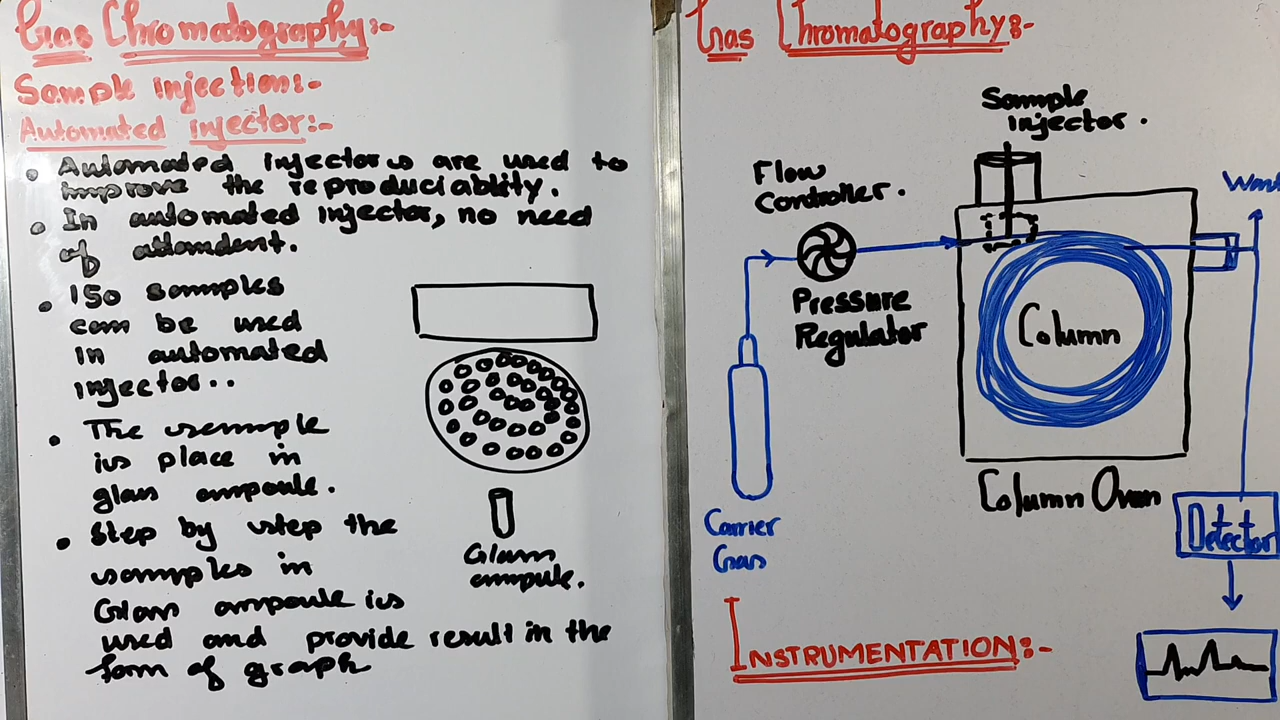 Gas Chromatography:-
Sample injection:-
Automated injector:-
• Automated injectors are used to
improve the reproduciablity.
• In automated injector, no need
of attendent.
• 150 samples
can be used
In automated
injector..
• The sample
is place in
glass ampoule.
• Step by step the
samples in
Glass ampoule is
used and provide result in the
form of graph
Glass
ampule.
Gas Chromatography:-
Sample
injector.
Flow
Controller.
Pressure
Regulator
Column
Column Oven
Carrier
Gas
Detector
INSTRUMENTATION:-